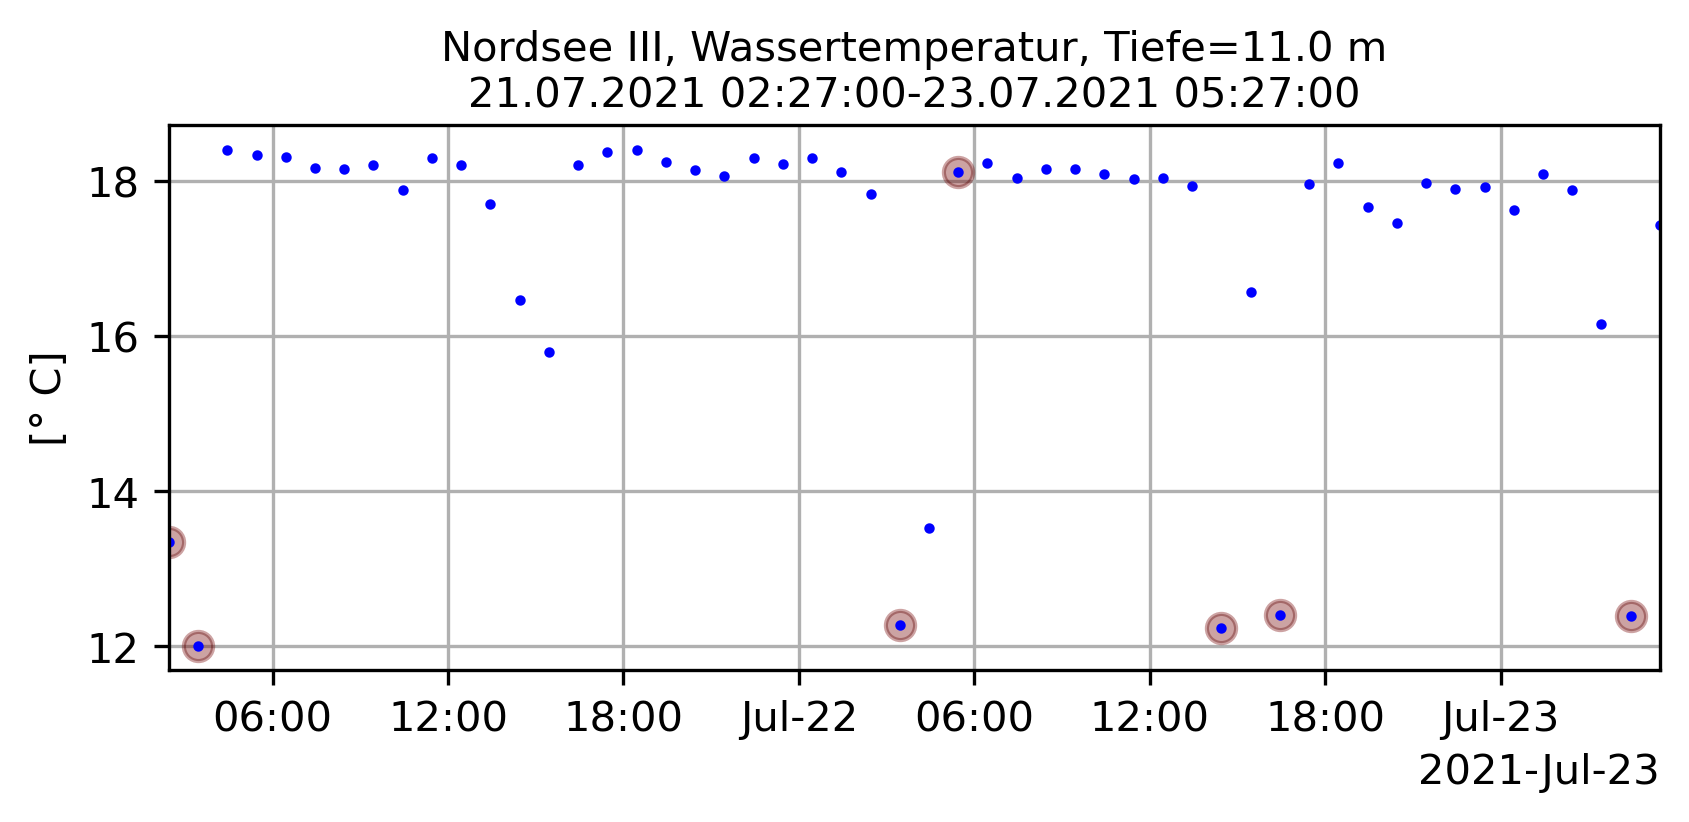 Nordsee III, Wassertemperatur, Tiefe=11.0 m
21.07.2021 02:27:00-23.07.2021 05:27:00
[° C]
18
16
14
12
06:00 12:00 18:00 Jul-22 06:00 12:00 18:00 Jul-23
2021-Jul-23